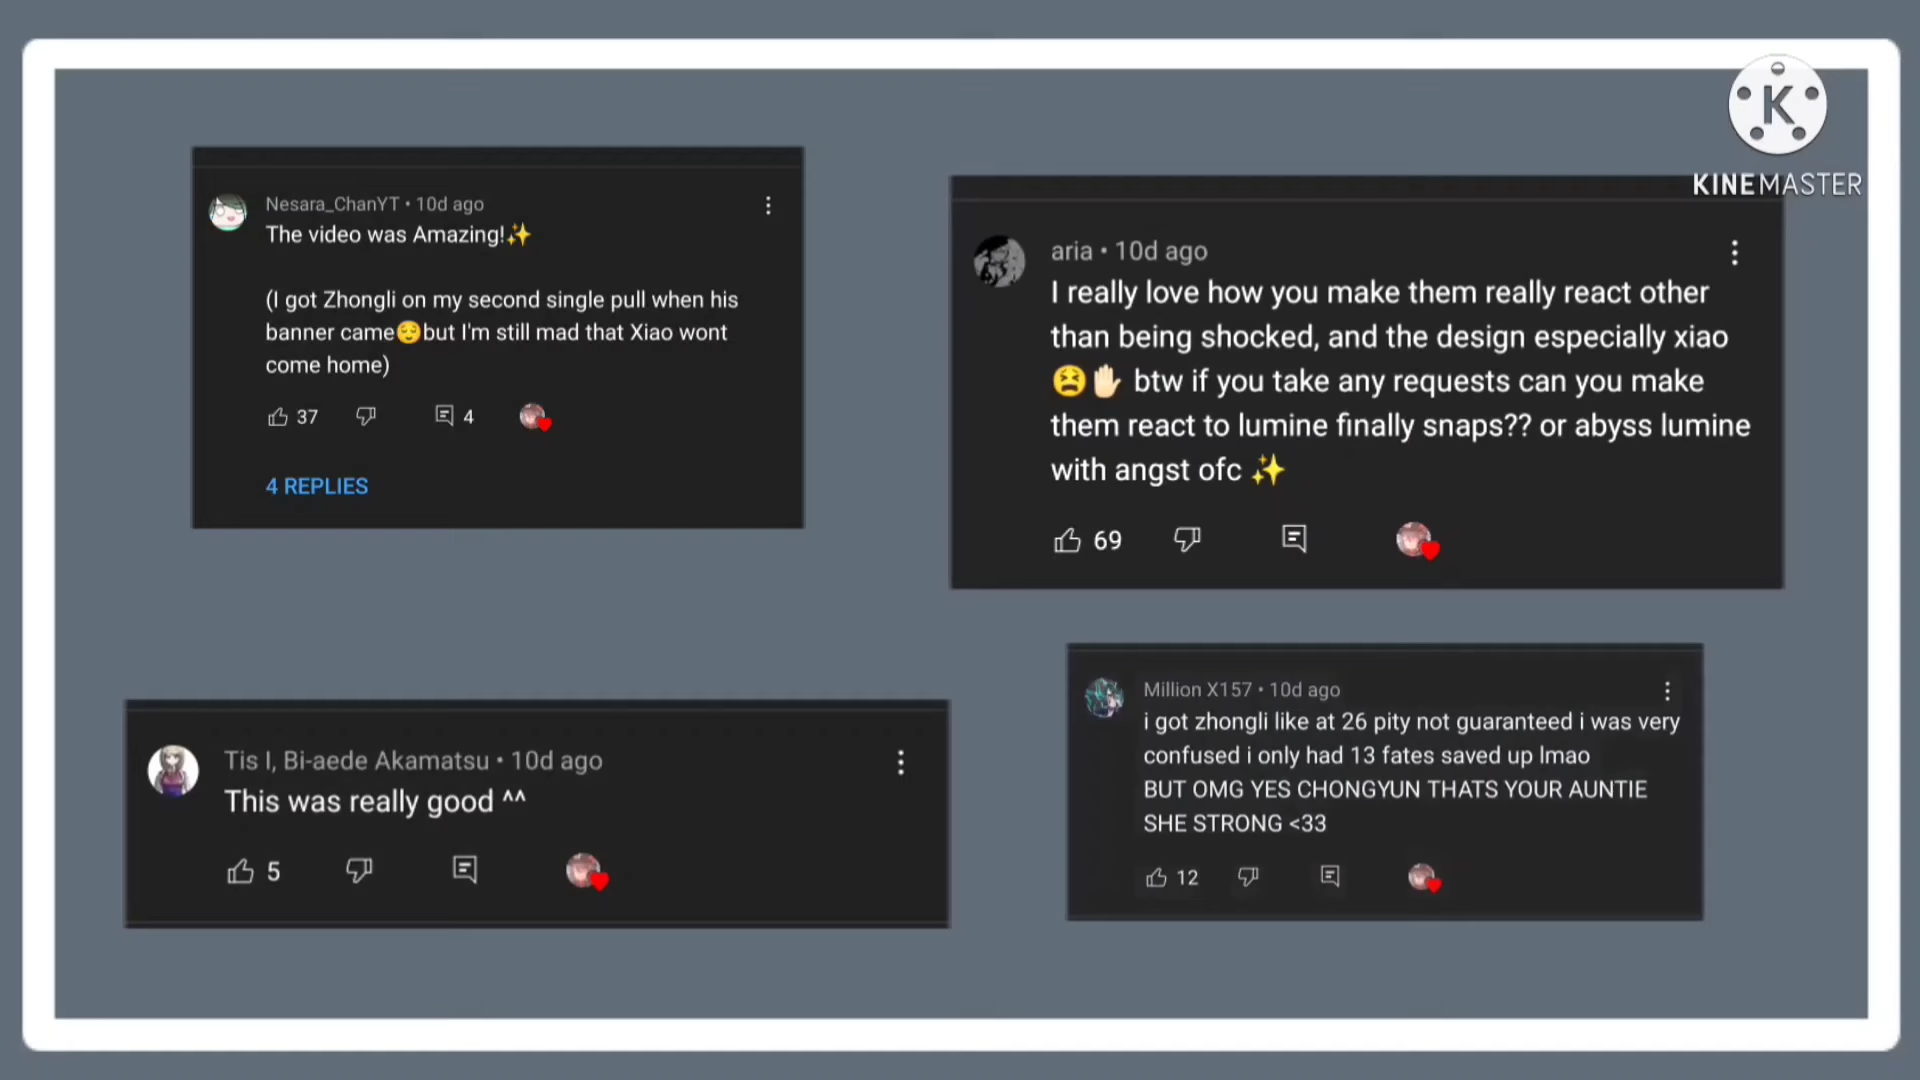 K
KINEMASTER
Nesara_ChanYT • 10d ago
The video was Amazing!✨
(I got Zhongli on my second single pull when his
banner came😌but I'm still mad that Xiao wont
come home)
37 4
4 REPLIES
aria • 10d ago
I really love how you make them really react other
than being shocked, and the design especially xiao
😫✋🏻 btw if you take any requests can you make
them react to lumine finally snaps?? or abyss lumine
with angst ofc ✨
69
Tis I, Bi-aede Akamatsu • 10d ago
This was really good ^^
5
Million X157 • 10d ago
i got zhongli like at 26 pity not guaranteed i was very
confused i only had 13 fates saved up lmao
BUT OMG YES CHONGYUN THATS YOUR AUNTIE
SHE STRONG <33
12